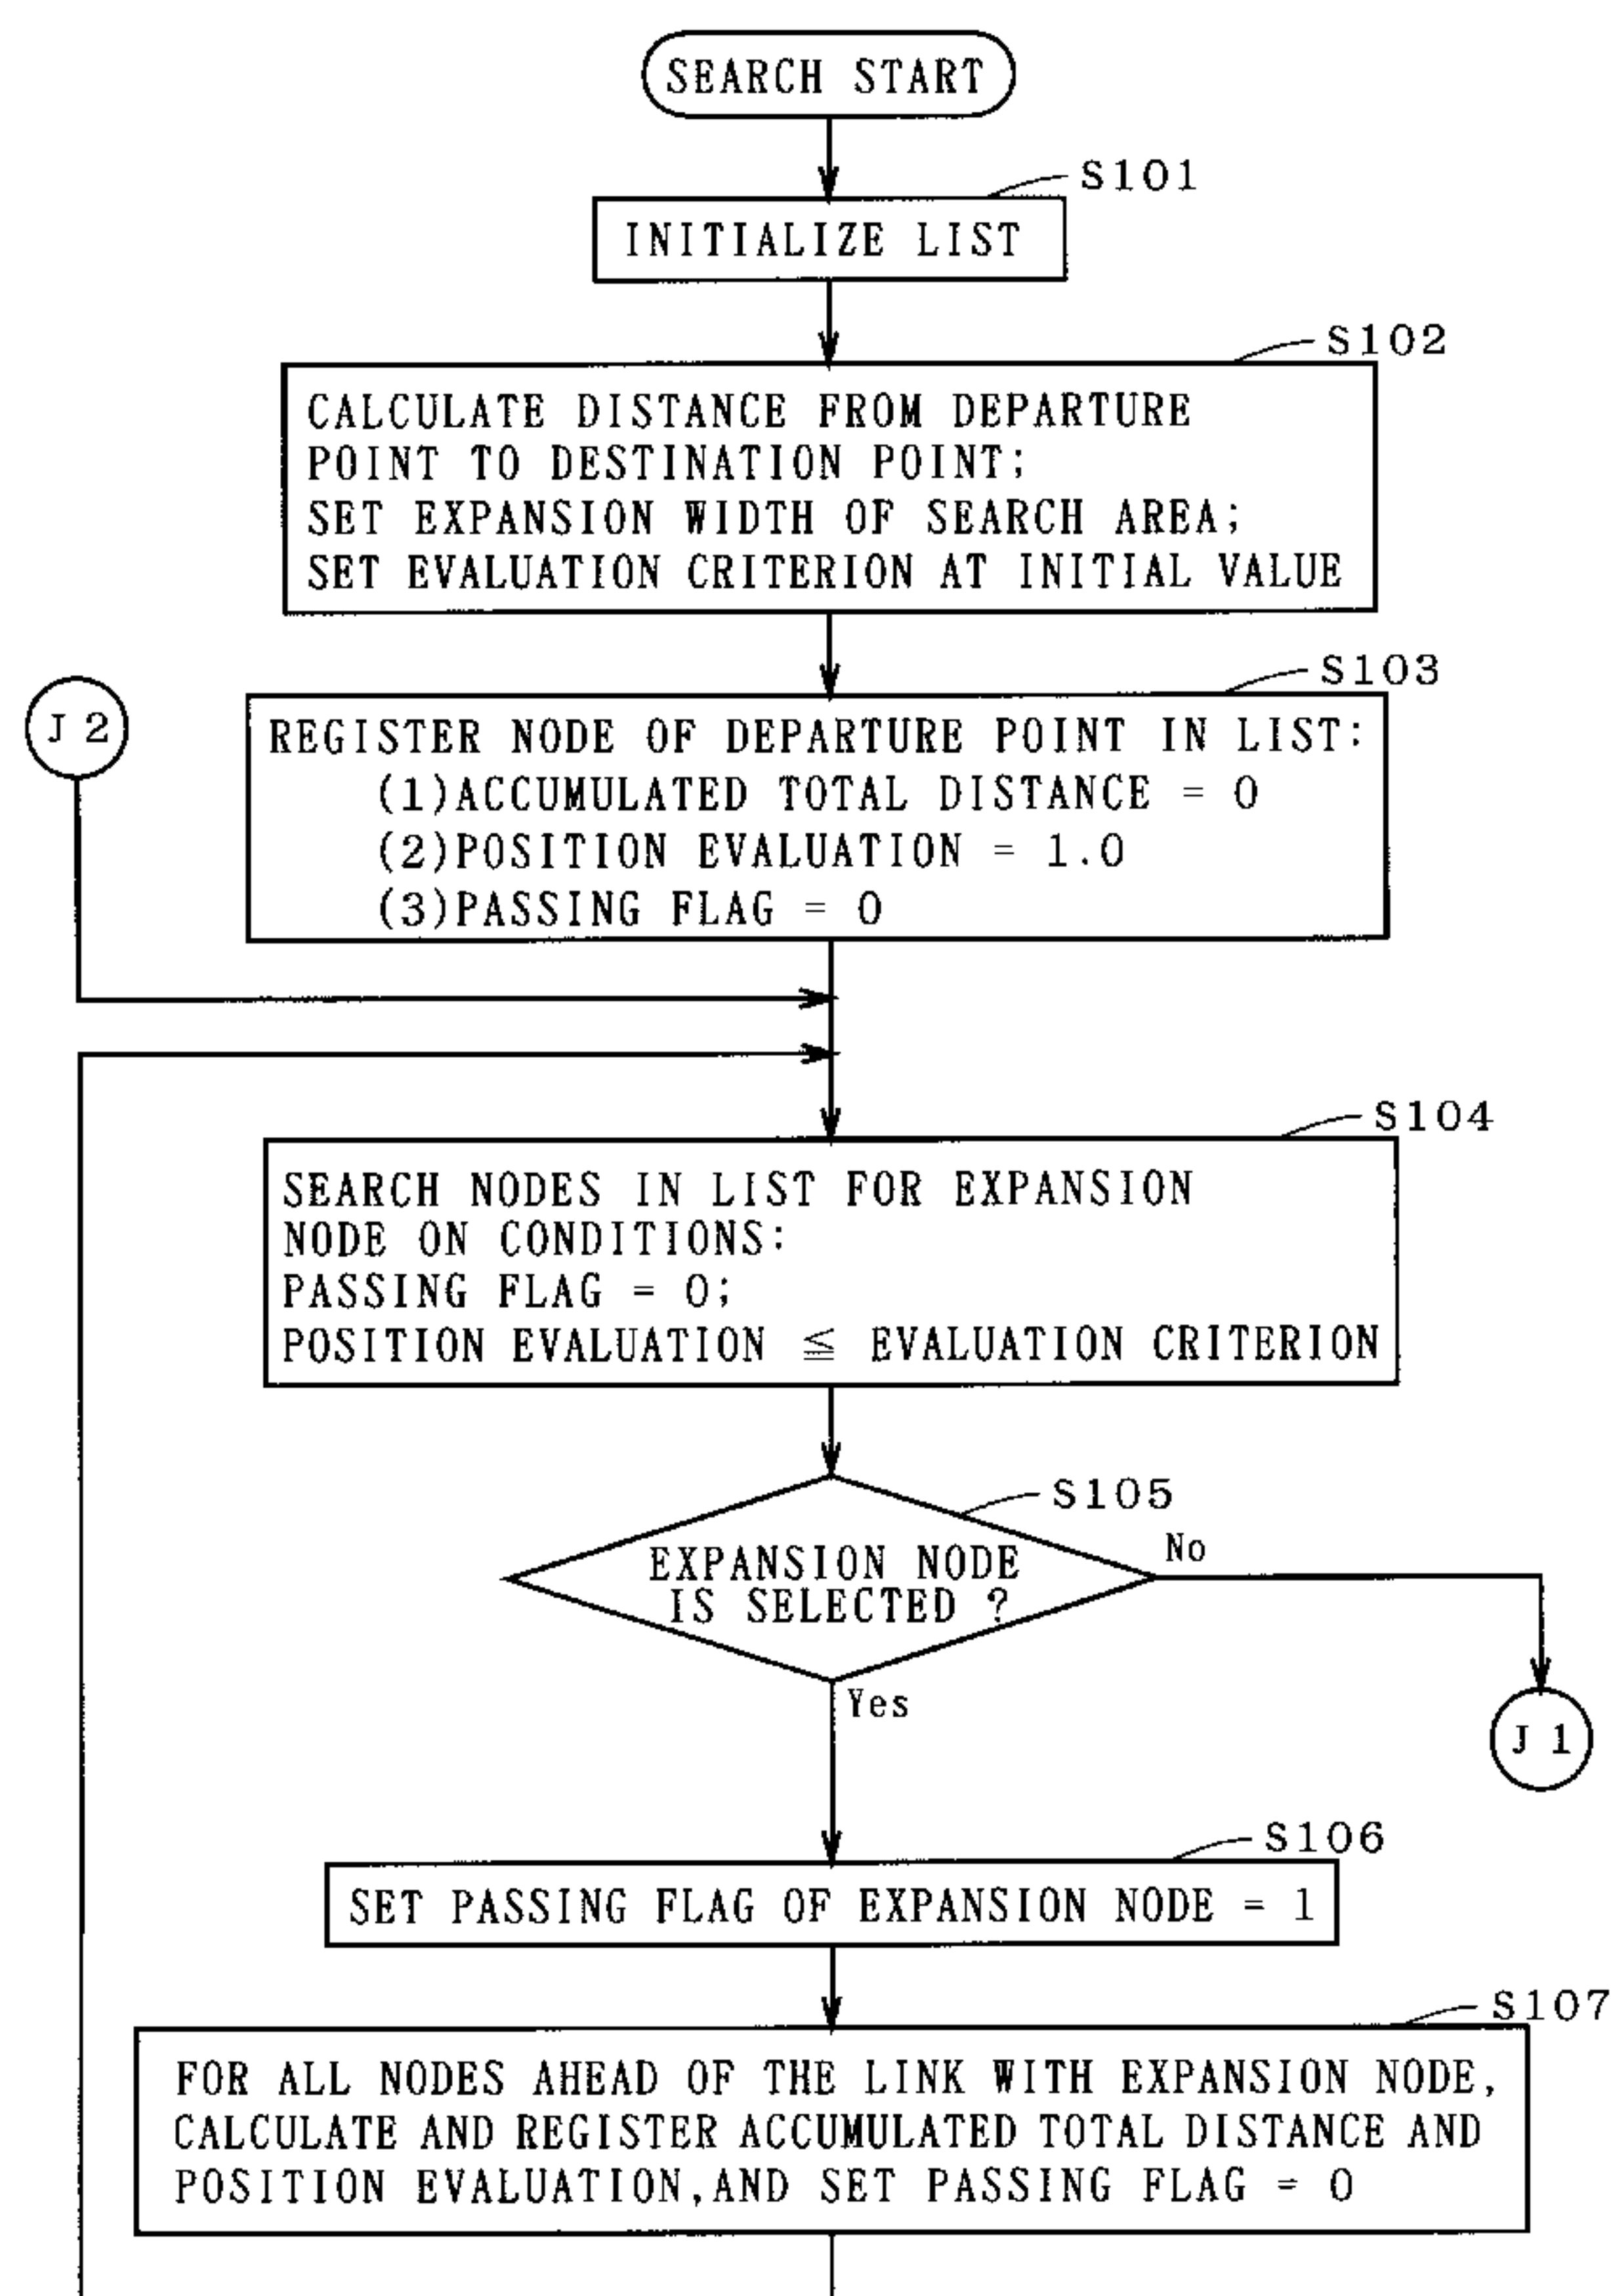 SEARCH START
S101
INITIALIZE LIST
S102
CALCULATE DISTANCE FROM DEPARTURE
POINT TO DESTINATION POINT;
SET EXPANSION WIDTH OF SEARCH AREA;
SET EVALUATION CRITERION AT INITIAL VALUE
S103
J 2
REGISTER NODE OF DEPARTURE POINT IN LIST:
(1)ACCUMULATED TOTAL DISTANCE = 0
(2)POSITION EVALUATION = 1.0
(3)PASSING FLAG = 0
S104
SEARCH NODES IN LIST FOR EXPANSION
NODE ON CONDITIONS:
PASSING FLAG = 0;
POSITION EVALUATION ≦ EVALUATION CRITERION
S105
EXPANSION NODE
IS SELECTED ?
No
Yes
J 1
S106
SET PASSING FLAG OF EXPANSION NODE = 1
S107
FOR ALL NODES AHEAD OF THE LINK WITH EXPANSION NODE,
CALCULATE AND REGISTER ACCUMULATED TOTAL DISTANCE AND
POSITION EVALUATION,AND SET PASSING FLAG = 0